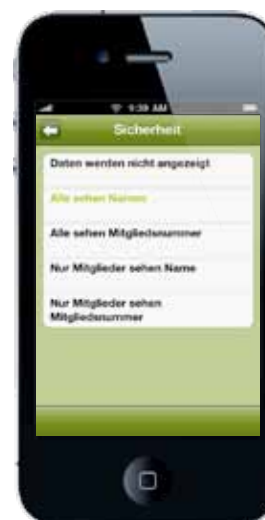 9:39 AM
Sicherheit
Daten werden nicht angezeigt
Alle sehen Namen
Alle sehen Mitgliedsnummer
Nur Mitglieder sehen Name
Nur Mitglieder sehen
Mitgliedsnummer